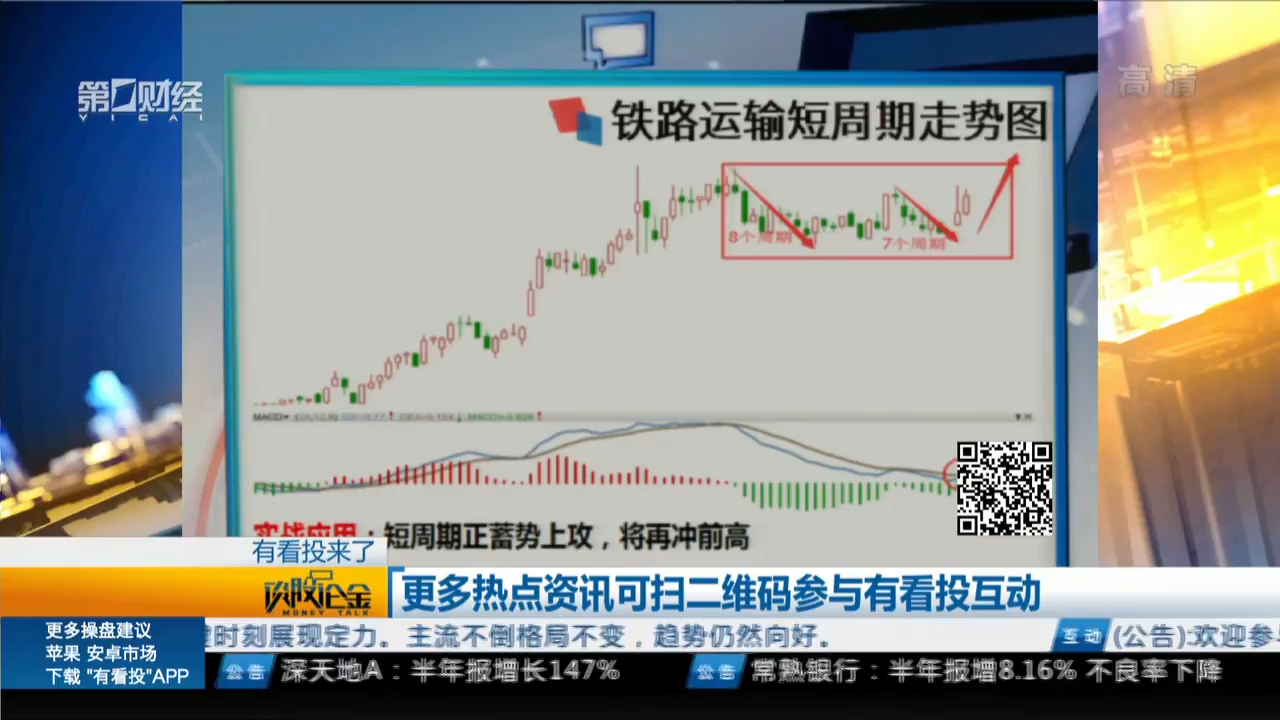 第一财经
YICAI
高清
铁路运输短周期走势图
8个周期
7个周期
实战应用：短周期正蓄势上攻，将再冲前高
有看投来了
谈股论金
MONEY TALK
更多热点资讯可扫二维码参与有看投互动
更多操盘建议
苹果 安卓市场
下载 "有看投"APP
时刻展现定力。主流不倒格局不变，趋势仍然向好。
互动 (公告):欢迎参
公告 深天地A：半年报增长147%
公告 常熟银行：半年报增8.16% 不良率下降